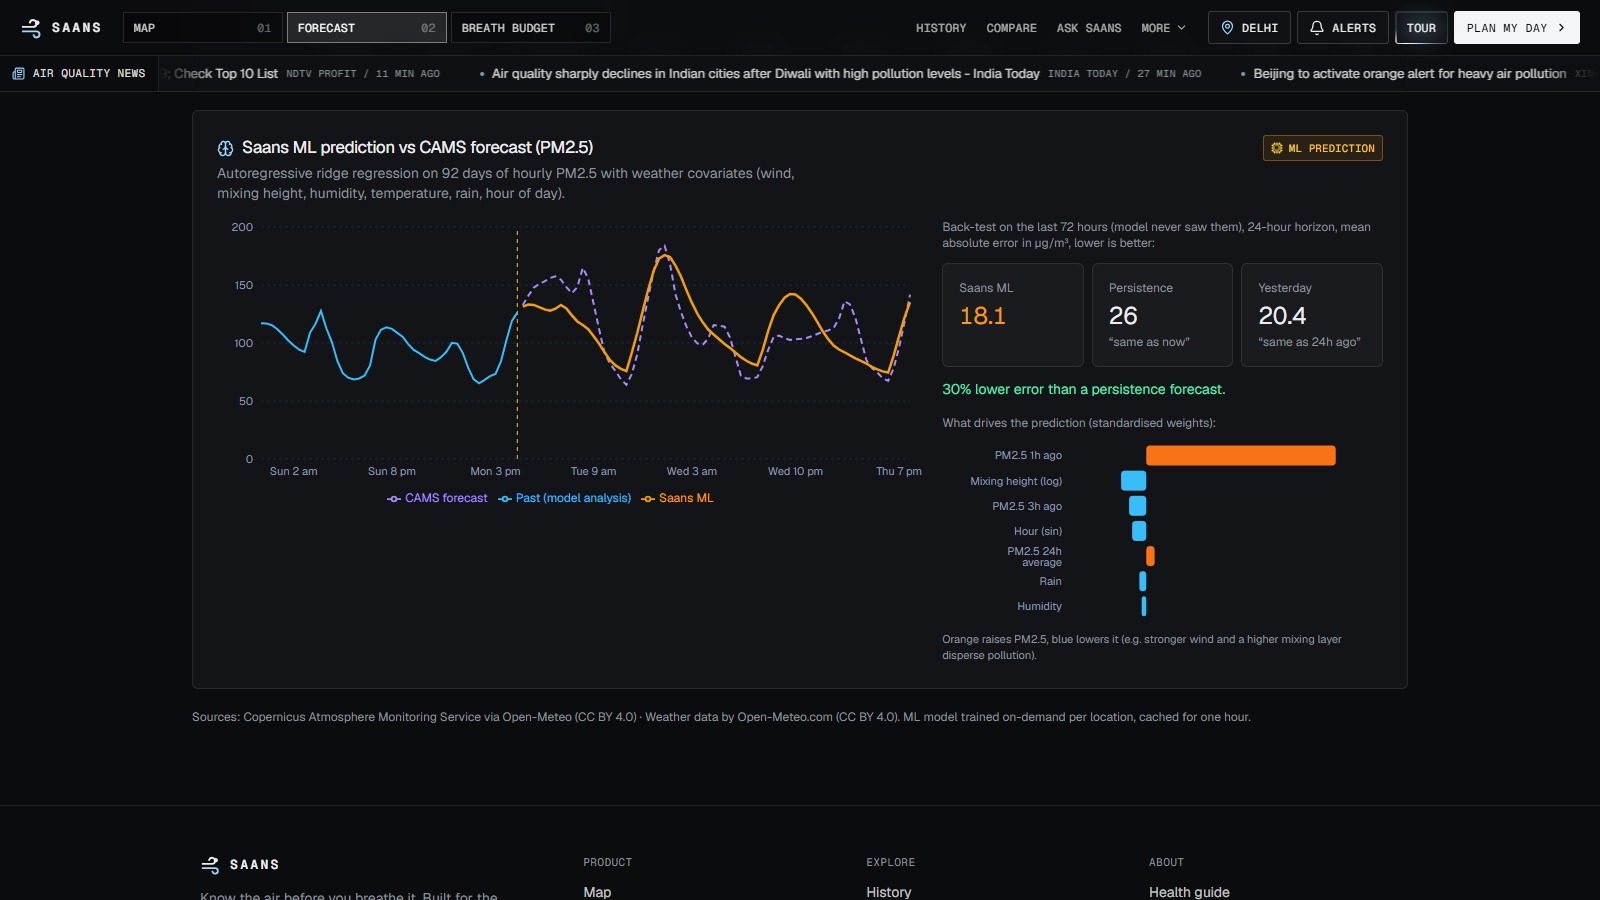 SAANS
MAP 01
FORECAST 02
BREATH BUDGET 03
HISTORY
COMPARE
ASK SAANS
MORE
DELHI
ALERTS
TOUR
PLAN MY DAY
AIR QUALITY NEWS
Check Top 10 List NDTV PROFIT / 11 MIN AGO
• Air quality sharply declines in Indian cities after Diwali with high pollution levels - India Today INDIA TODAY / 27 MIN AGO
• Beijing to activate orange alert for heavy air pollution
Saans ML prediction vs CAMS forecast (PM2.5)
ML PREDICTION
Autoregressive ridge regression on 92 days of hourly PM2.5 with weather covariates (wind,
mixing height, humidity, temperature, rain, hour of day).
200
150
100
50
0
Sun 2 am
Sun 8 pm
Mon 3 pm
Tue 9 am
Wed 3 am
Wed 10 pm
Thu 7 pm
CAMS forecast
Past (model analysis)
Saans ML
Back-test on the last 72 hours (model never saw them), 24-hour horizon, mean
absolute error in µg/m³, lower is better:
Saans ML
18.1
Persistence
26
“same as now”
Yesterday
20.4
“same as 24h ago”
30% lower error than a persistence forecast.
What drives the prediction (standardised weights):
PM2.5 1h ago
Mixing height (log)
PM2.5 3h ago
Hour (sin)
PM2.5 24h
average
Rain
Humidity
Orange raises PM2.5, blue lowers it (e.g. stronger wind and a higher mixing layer
disperse pollution).
Sources: Copernicus Atmosphere Monitoring Service via Open-Meteo (CC BY 4.0) · Weather data by Open-Meteo.com (CC BY 4.0). ML model trained on-demand per location, cached for one hour.
SAANS
Know the air before you breathe it. Built for the
PRODUCT
Map
EXPLORE
History
ABOUT
Health guide